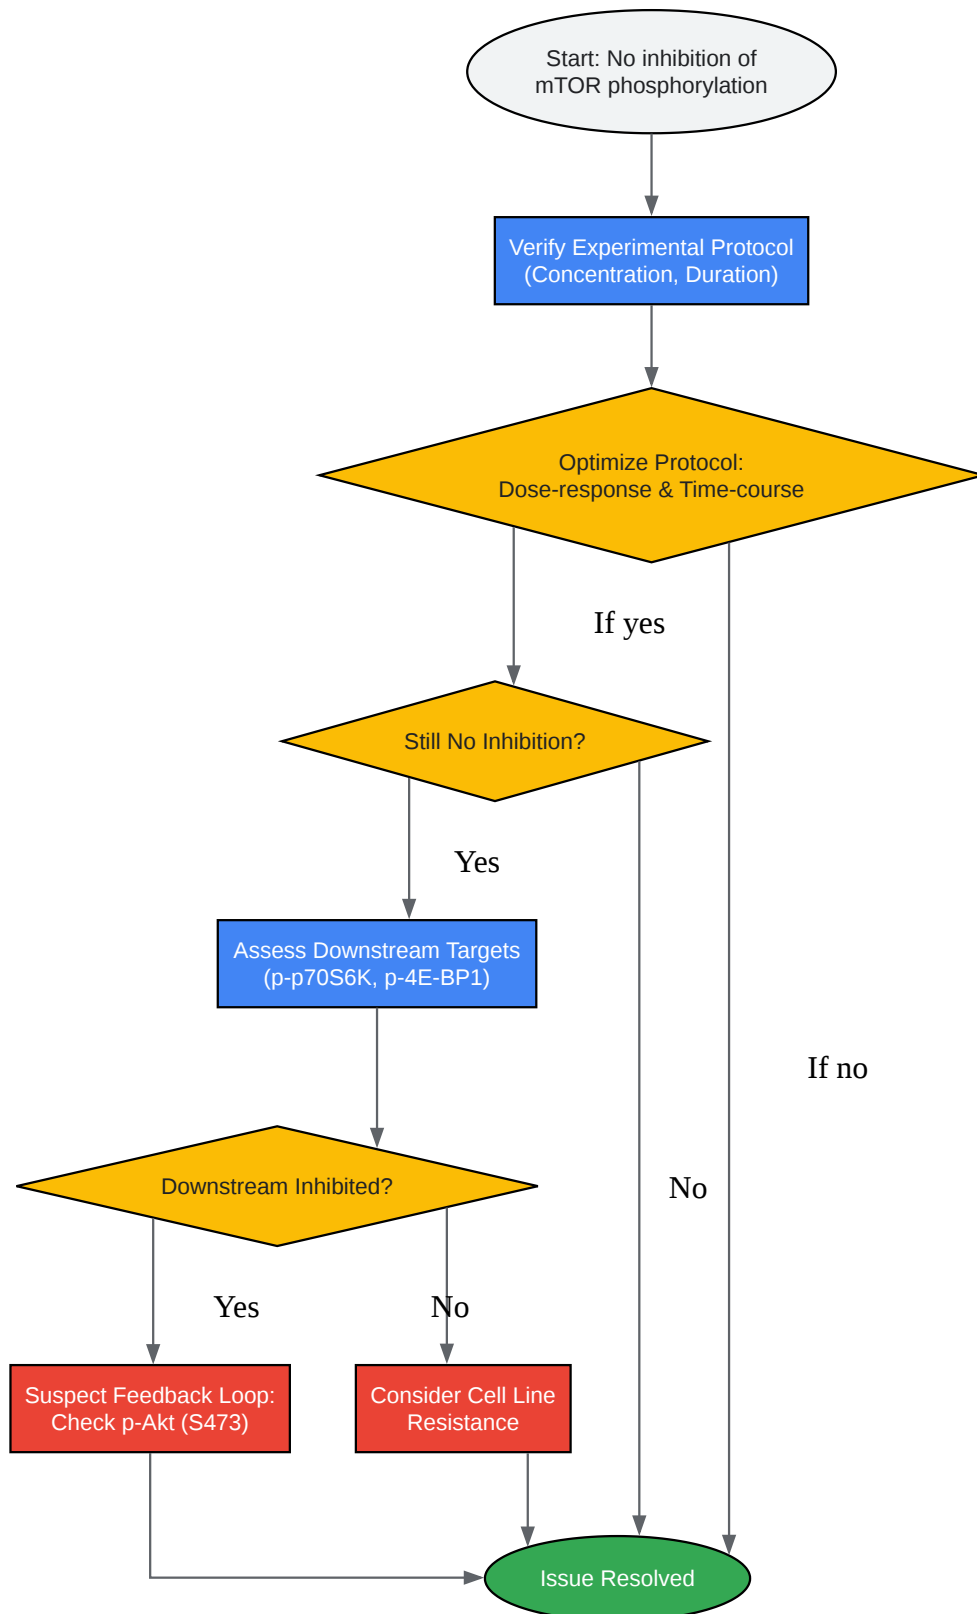 Start: No inhibition of
mTOR phosphorylation
Verify Experimental Protocol
(Concentration, Duration)
Optimize Protocol:
Dose-response & Time-course
If yes
Still No Inhibition?
Yes
Assess Downstream Targets
(p-p70S6K, p-4E-BP1)
If no
Downstream Inhibited?
No
Yes
No
Suspect Feedback Loop:
Check p-Akt (S473)
Consider Cell Line
Resistance
Issue Resolved